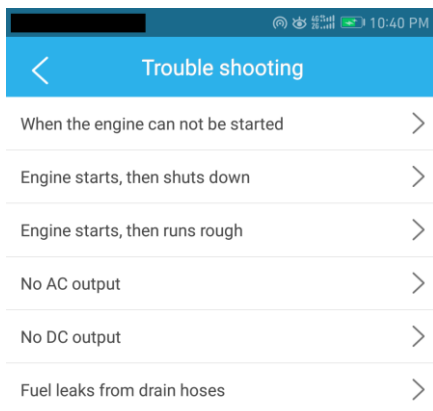 10:40 PM
Trouble shooting
When the engine can not be started
Engine starts, then shuts down
Engine starts, then runs rough
No AC output
No DC output
Fuel leaks from drain hoses